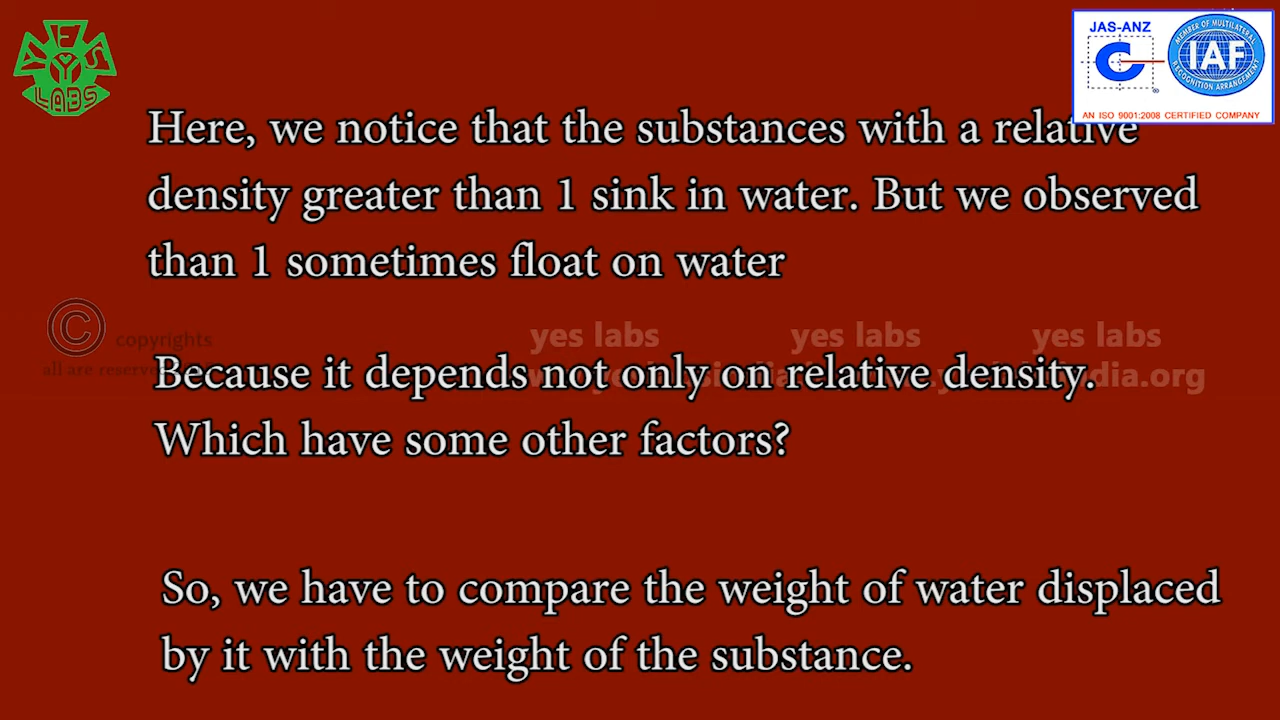 YES
LABS
JAS-ANZ
MEMBER OF MULTILATERAL
IAF
RECOGNITION ARRANGEMENT
AN ISO 9001:2008 CERTIFIED COMPANY
Here, we notice that the substances with a relative
density greater than 1 sink in water. But we observed
than 1 sometimes float on water
© copyrights
all are reserved
yes labs yes labs yes labs
Because it depends not only on relative density.
Which have some other factors?
So, we have to compare the weight of water displaced
by it with the weight of the substance.